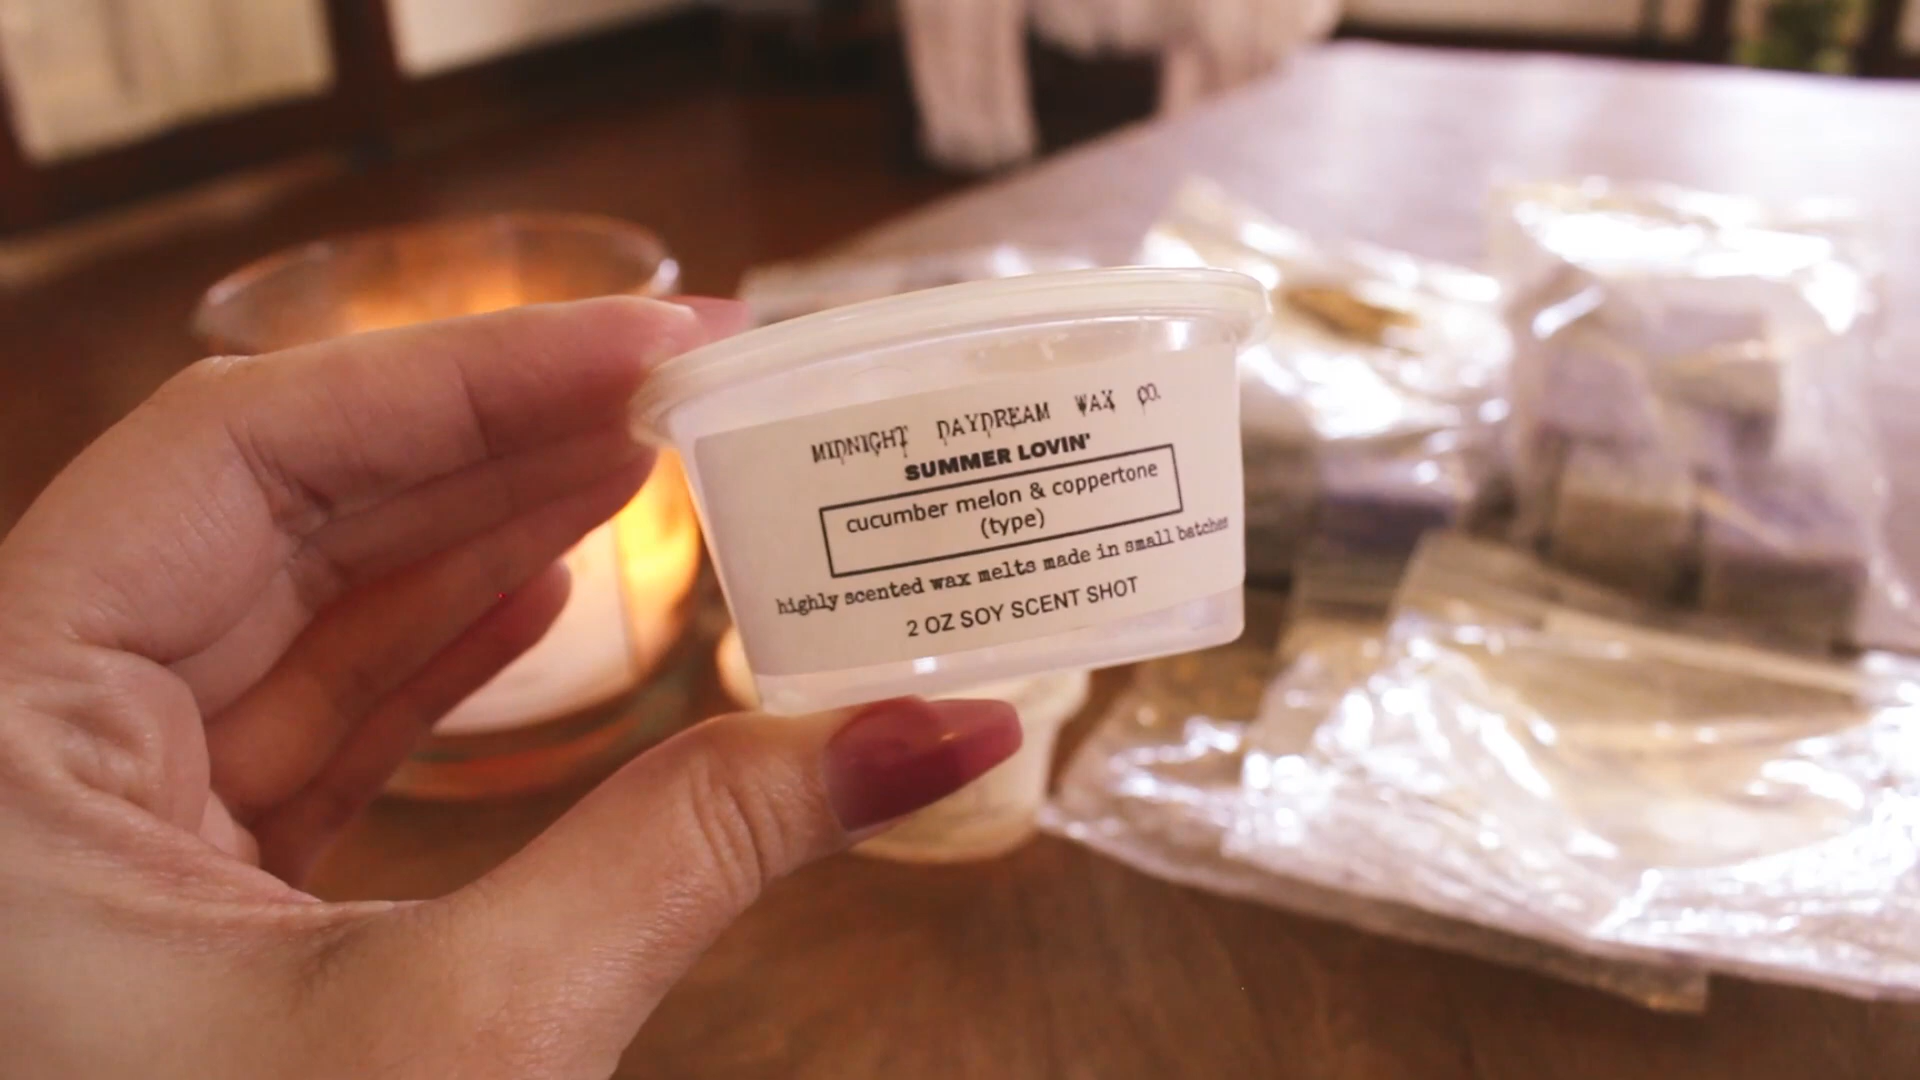 MIDNIGHT DAYDREAM WAX CO.
SUMMER LOVIN'
cucumber melon & coppertone
(type)
highly scented wax melts made in small batches
2 OZ SOY SCENT SHOT